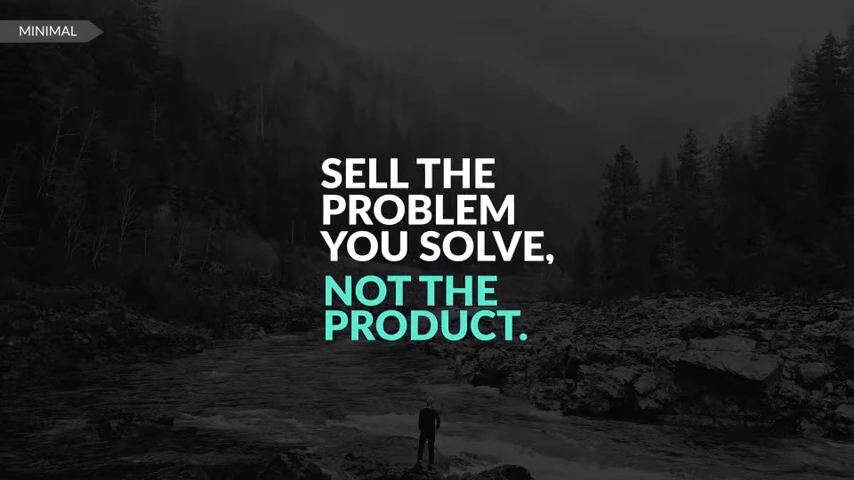 MINIMAL
SELL THE
PROBLEM
YOU SOLVE,
NOT THE
PRODUCT.